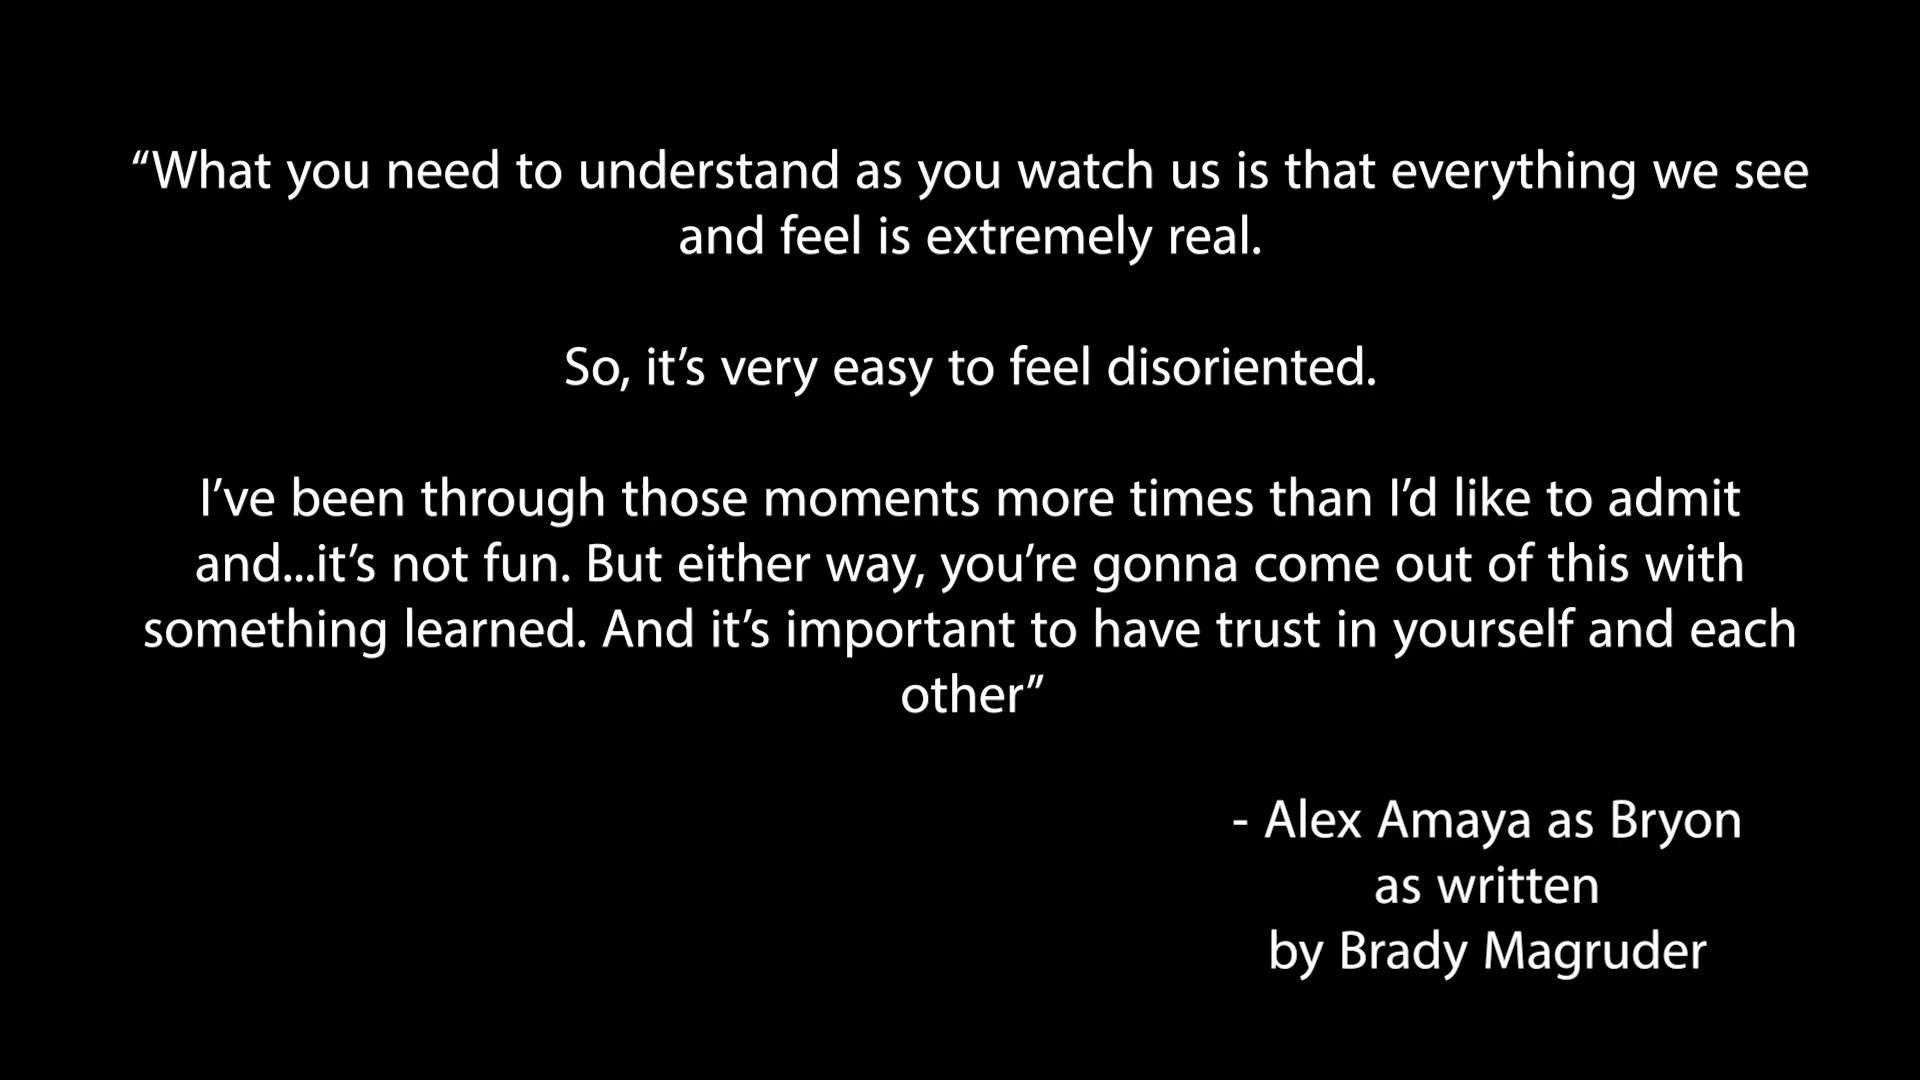 “What you need to understand as you watch us is that everything we see
and feel is extremely real.
So, it’s very easy to feel disoriented.
I’ve been through those moments more times than I’d like to admit
and...it’s not fun. But either way, you’re gonna come out of this with
something learned. And it’s important to have trust in yourself and each
other”
- Alex Amaya as Bryon
as written
by Brady Magruder